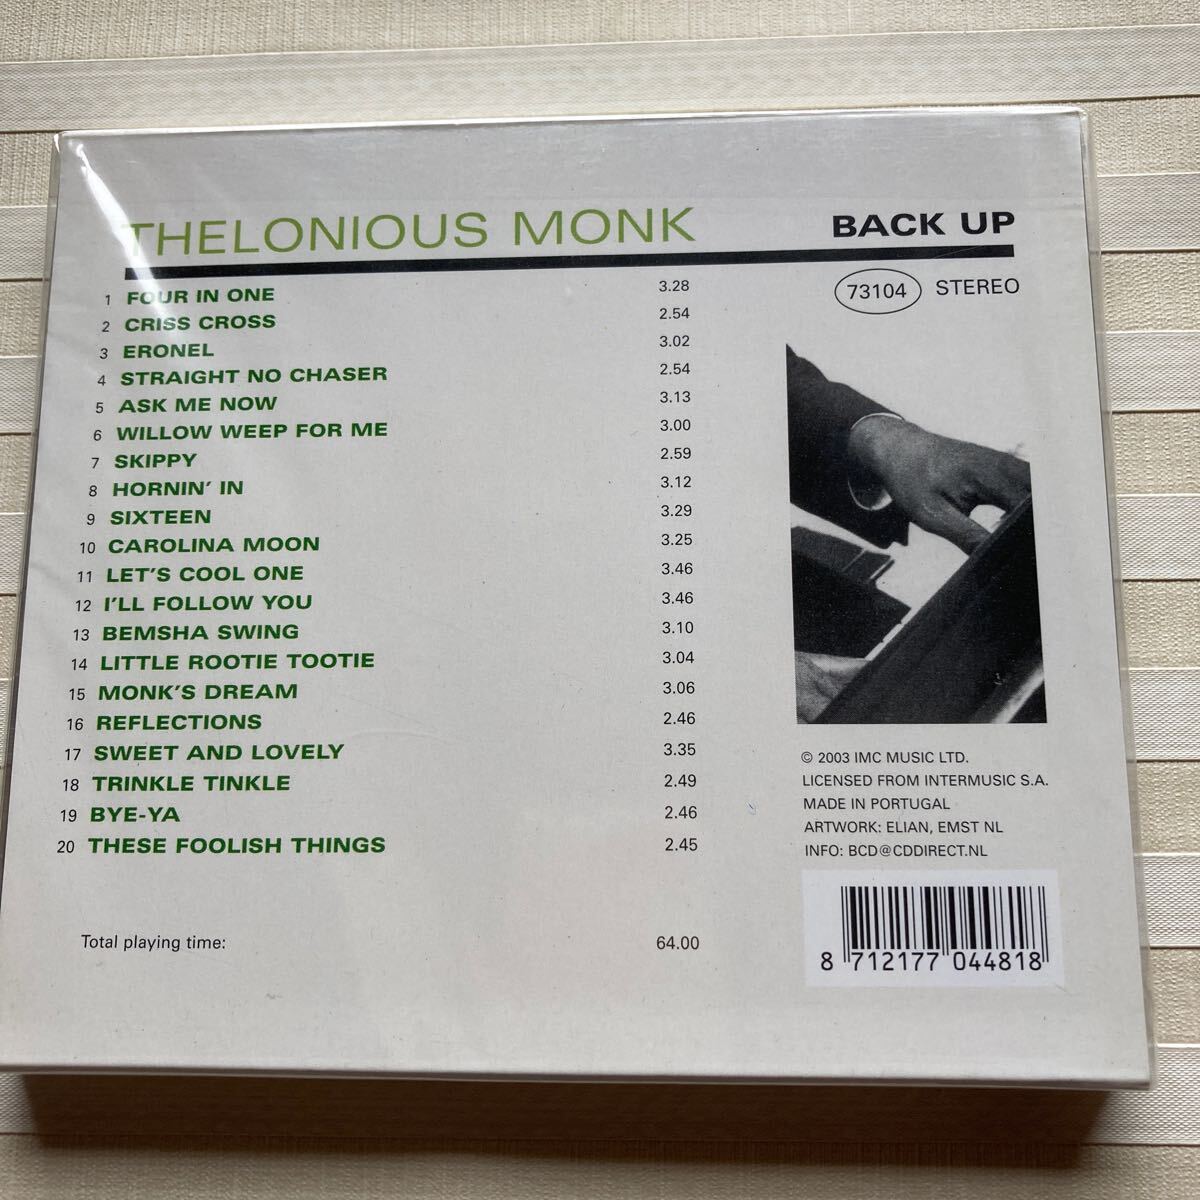 THELONIOUS MONK
BACK UP
73104 STEREO
1 FOUR IN ONE 3.28
2 CRISS CROSS 2.54
3 ERONEL 3.02
4 STRAIGHT NO CHASER 2.54
5 ASK ME NOW 3.13
6 WILLOW WEEP FOR ME 3.00
7 SKIPPY 2.59
8 HORNIN' IN 3.12
9 SIXTEEN 3.29
10 CAROLINA MOON 3.25
11 LET'S COOL ONE 3.46
12 I'LL FOLLOW YOU 3.46
13 BEMSHA SWING 3.10
14 LITTLE ROOTIE TOOTIE 3.04
15 MONK'S DREAM 3.06
16 REFLECTIONS 2.46
17 SWEET AND LOVELY 3.35
18 TRINKLE TINKLE 2.49
19 BYE-YA 2.46
20 THESE FOOLISH THINGS 2.45
Total playing time: 64.00
© 2003 IMC MUSIC LTD.
LICENSED FROM INTERMUSIC S.A.
MADE IN PORTUGAL
ARTWORK: ELIAN, EMST NL
INFO: BCD@CDDIRECT.NL
8 712177 044818